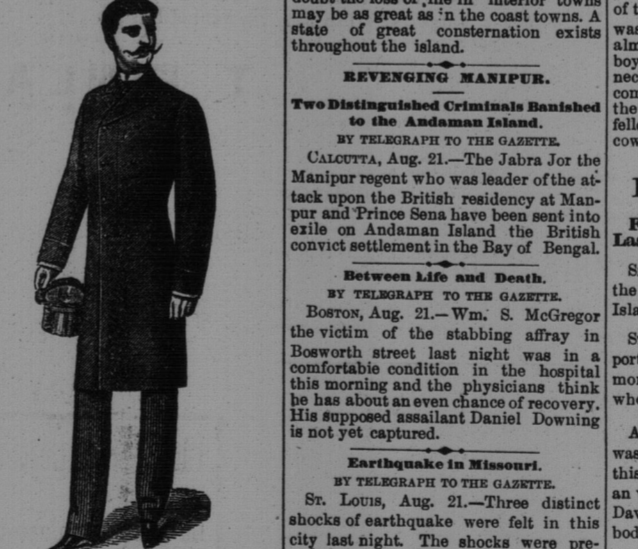 may be as great as in the coast towns. A
state of great consternation exists
throughout the island.
REVENGING MANIPUR.
Two Distinguished Criminals Banished
to the Andaman Island.
BY TELEGRAPH TO THE GAZETTE.
CALCUTTA, Aug. 21.—The Jabra Jor the
Manipur regent who was leader of the at-
tack upon the British residency at Man-
pur and Prince Sena have been sent into
exile on Andaman Island the British
convict settlement in the Bay of Bengal.
Between Life and Death.
BY TELEGRAPH TO THE GAZETTE.
BOSTON, Aug. 21.—Wm. S. McGregor
the victim of the stabbing affray in
Bosworth street last night was in a
comfortable condition in the hospital
this morning and the physicians think
he has about an even chance of recovery.
His supposed assailant Daniel Downing
is not yet captured.
Earthquake in Missouri.
BY TELEGRAPH TO THE GAZETTE.
ST. LOUIS, Aug. 21.—Three distinct
shocks of earthquake were felt in this
city last night. The shocks were pre-